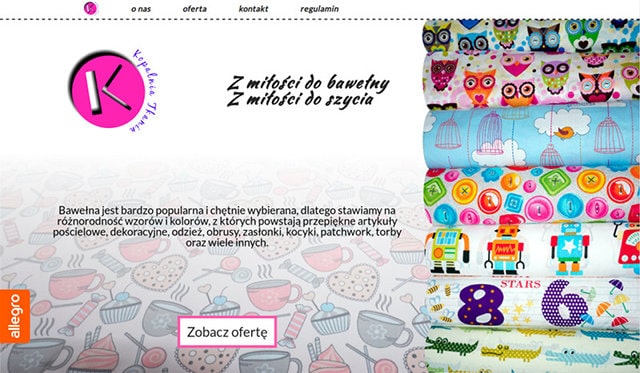 o nas oferta kontakt regulamin
K
Kopalnia Tkanin
Z miłości do bawełny
Z miłości do szycia
Bawełna jest bardzo popularna i chętnie wybierana, dlatego stawiamy na
różnorodność wzorów i kolorów, z których powstają przepiękne artykuły
pościelowe, dekoracyjne, odzież, obrusy, zasłonki, kocyki, patchwork, torby
oraz wiele innych.
STARS
8 6
allegro
Zobacz ofertę